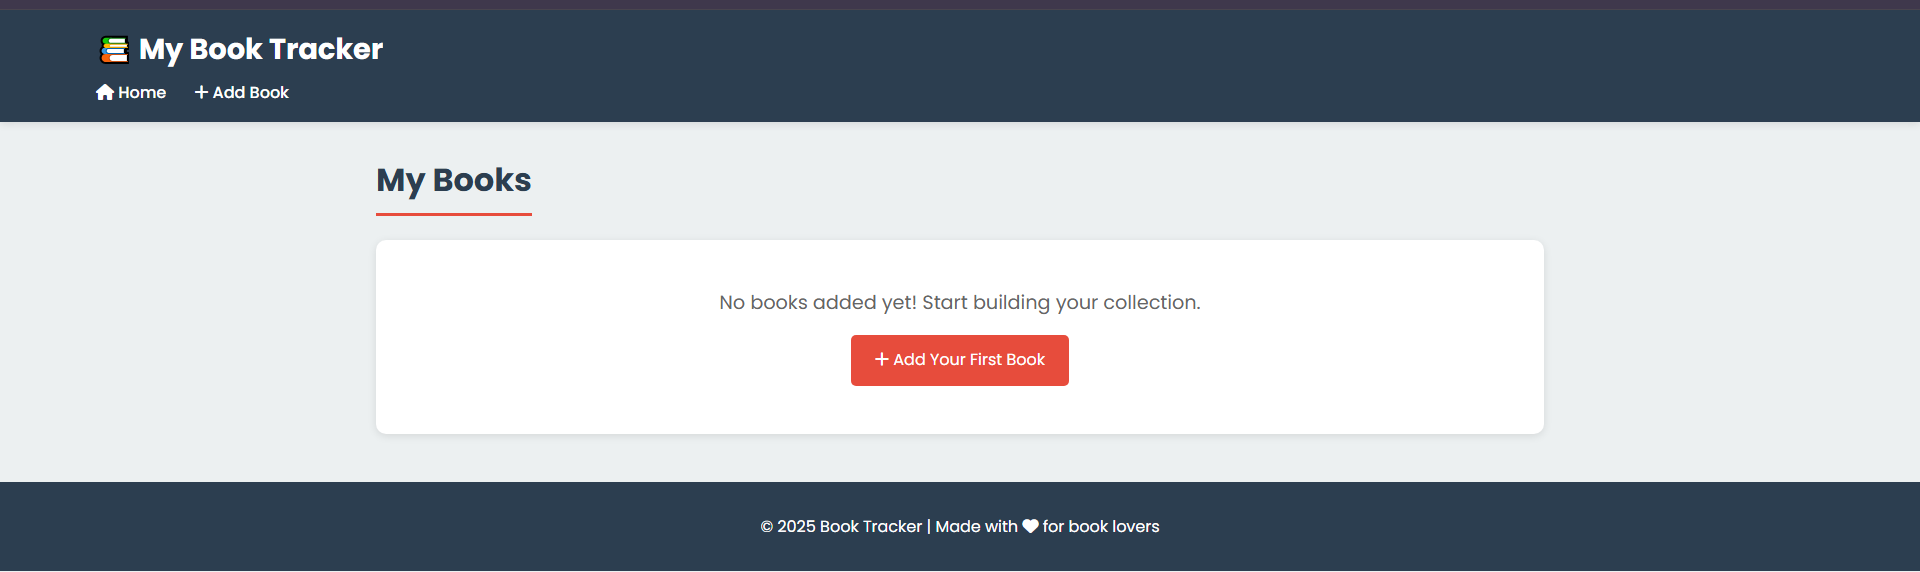 My Book Tracker
Home + Add Book
My Books
No books added yet! Start building your collection.
+ Add Your First Book
© 2025 Book Tracker | Made with ♥ for book lovers